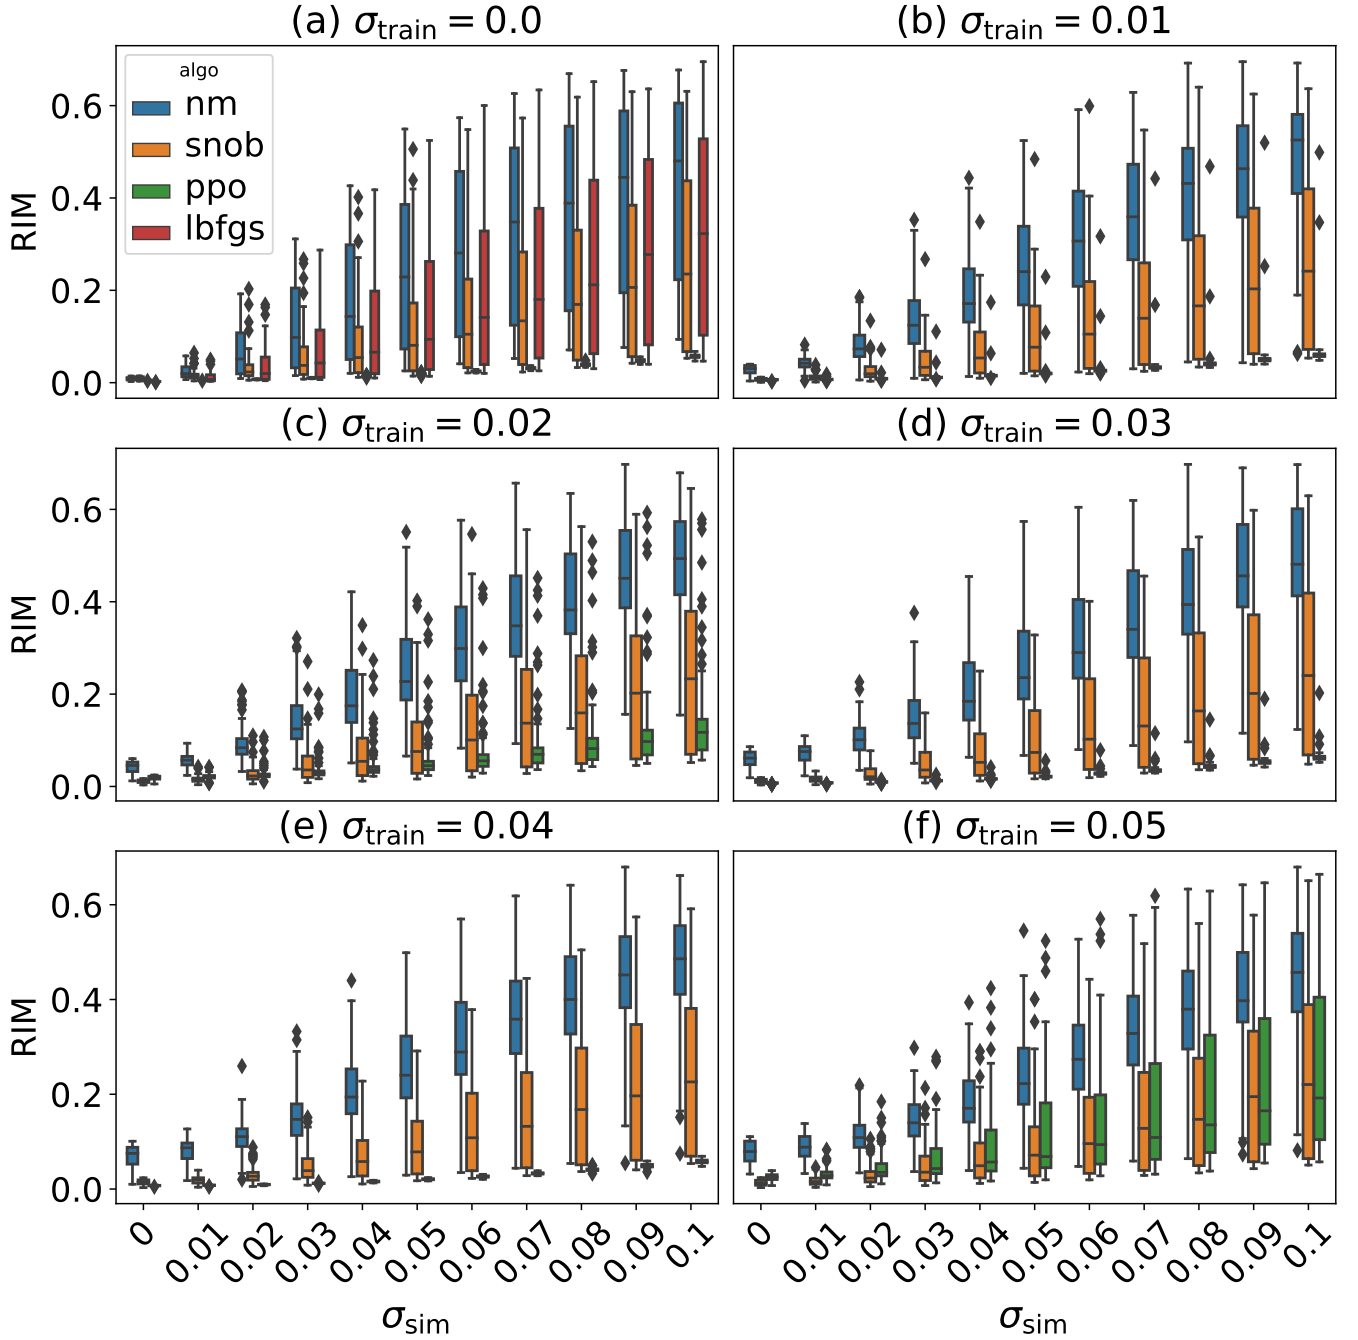 (a) σtrain = 0.0
(b) σtrain = 0.01
RIM
0.6
0.4
0.2
0.0
algo
nm
snob
ppo
lbfgs
(c) σtrain = 0.02
(d) σtrain = 0.03
RIM
0.6
0.4
0.2
0.0
(e) σtrain = 0.04
(f) σtrain = 0.05
RIM
0.6
0.4
0.2
0.0
0 0.01 0.02 0.03 0.04 0.05 0.06 0.07 0.08 0.09 0.1
0 0.01 0.02 0.03 0.04 0.05 0.06 0.07 0.08 0.09 0.1
σsim
σsim